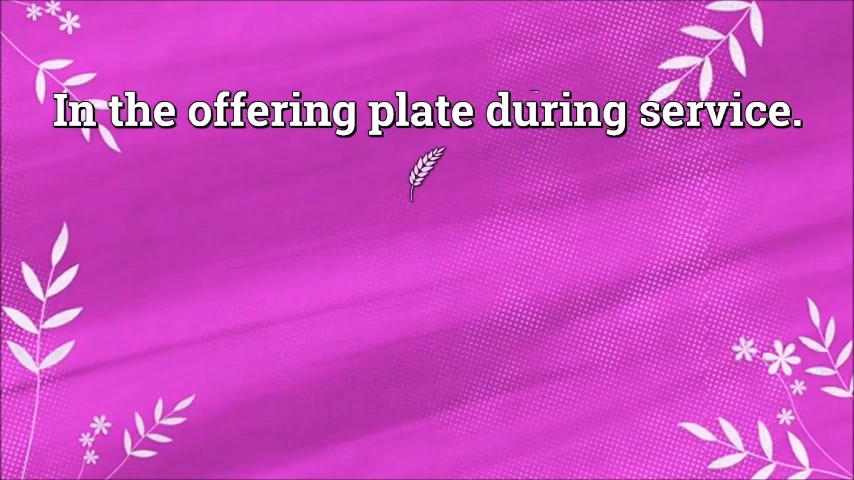 In the offering plate during service.